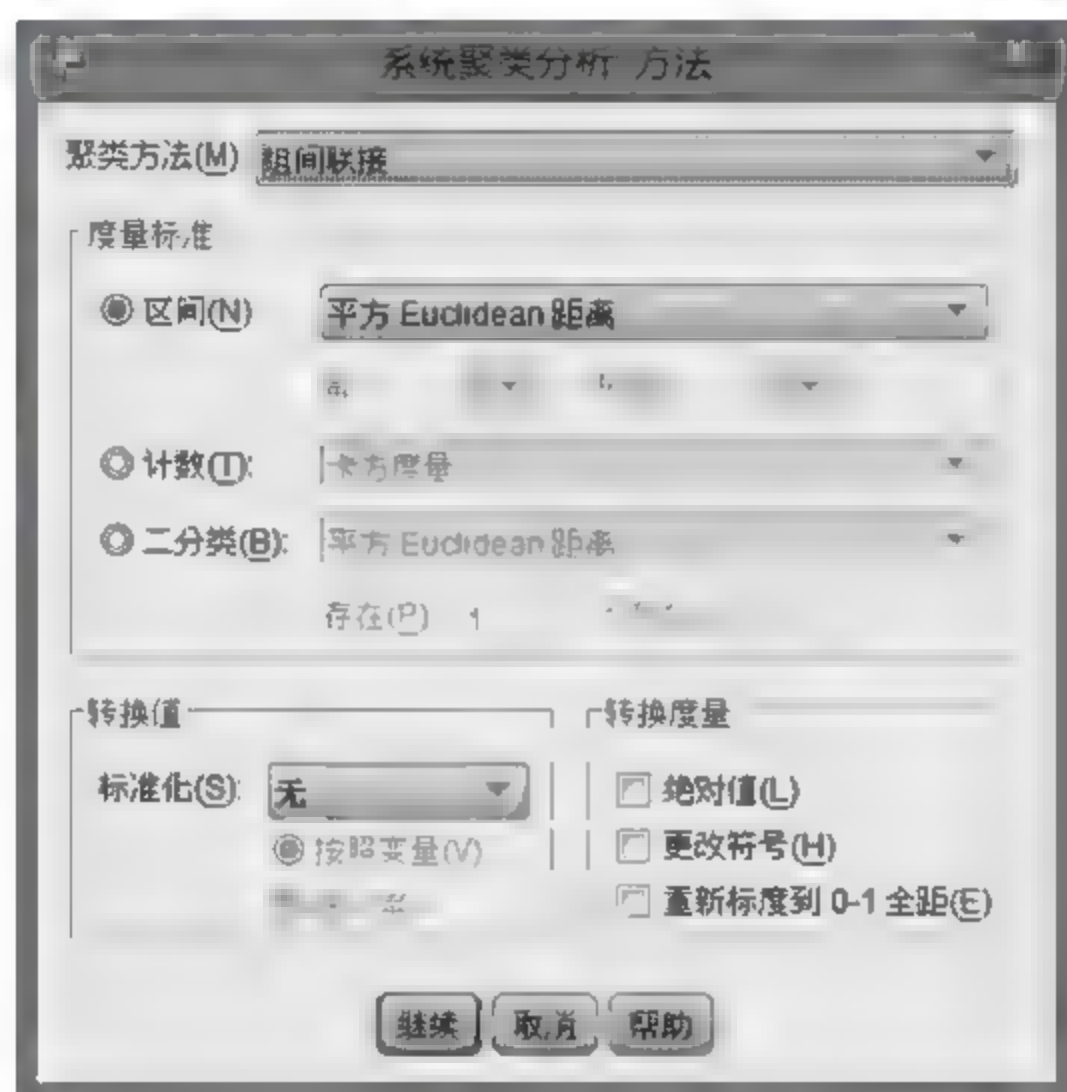 系统聚类分析 方法
聚类方法(M) 组间联接
度量标准
区间(N) 平方 Euclidean 距离
计数(T): 卡方度量
二分类(B): 平方 Euclidean 距离
存在(P) 1
转换值
标准化(S): 无
按照变量(V)
转换度量
绝对值(L)
更改符号(H)
重新标度到 0-1 全距(E)
继续 取消 帮助